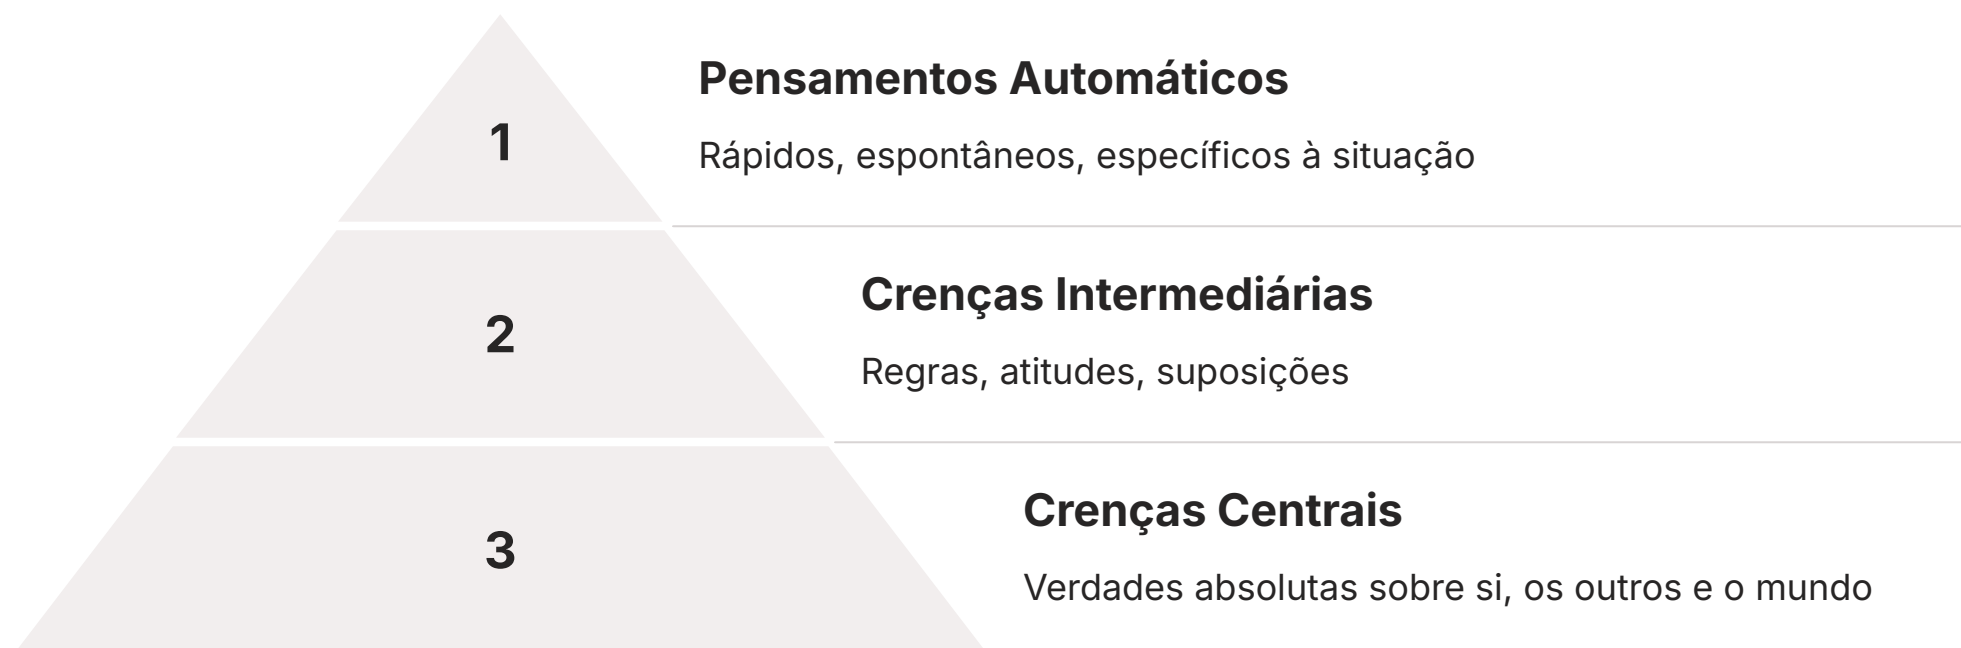 1
Pensamentos Automáticos
Rápidos, espontâneos, específicos à situação
2
Crenças Intermediárias
Regras, atitudes, suposições
3
Crenças Centrais
Verdades absolutas sobre si, os outros e o mundo